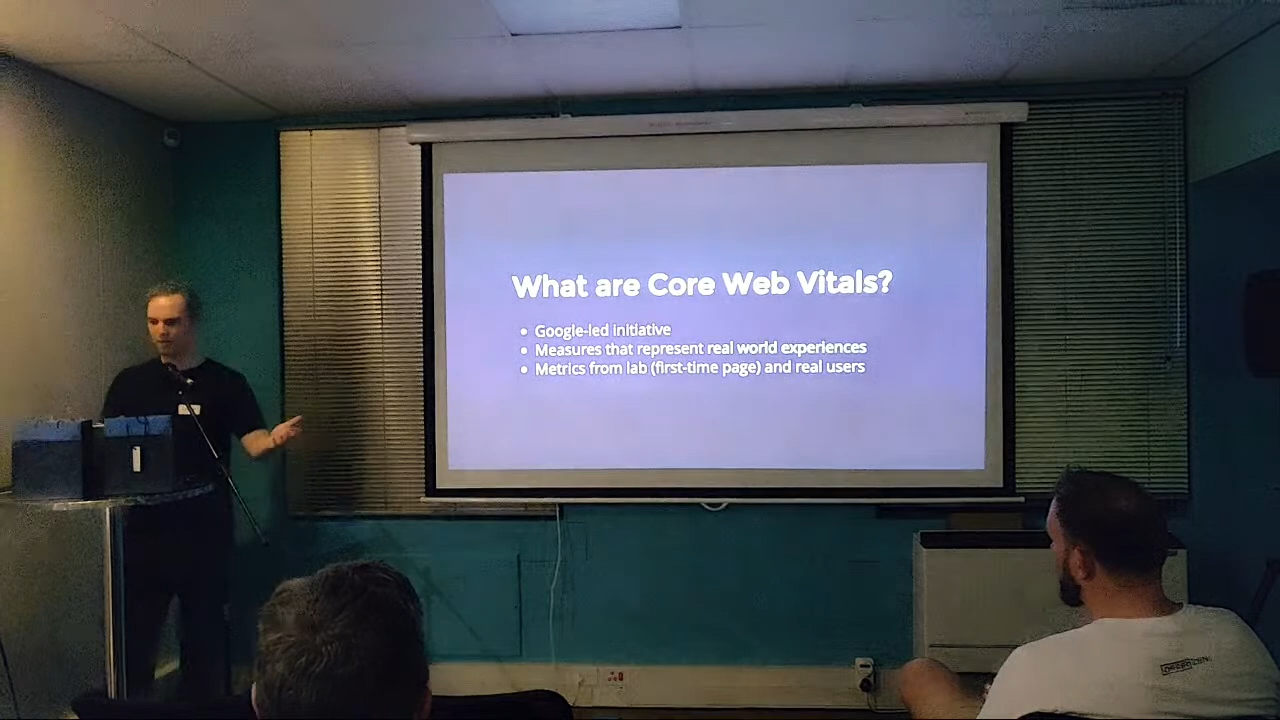 What are Core Web Vitals?
• Google-led initiative
• Measures that represent real world experiences
• Metrics from lab (first-time page) and real users